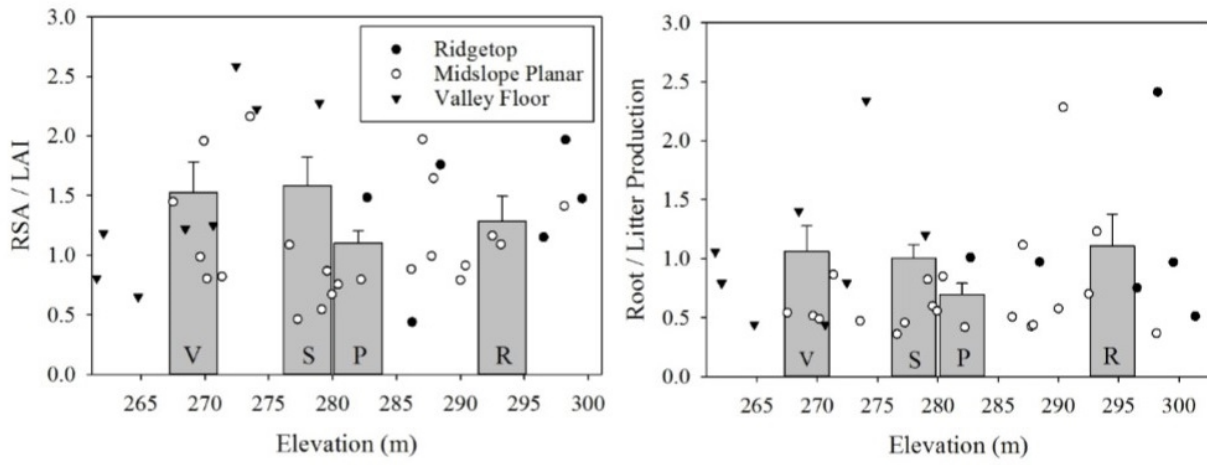 3.0
2.5
2.0
1.5
1.0
0.5
0.0
RSA / LAI
Ridgetop
Midslope Planar
Valley Floor
V
S
P
R
265 270 275 280 285 290 295 300
Elevation (m)
3.0
2.5
2.0
1.5
1.0
0.5
0.0
Root / Litter Production
V
S
P
R
265 270 275 280 285 290 295 300
Elevation (m)